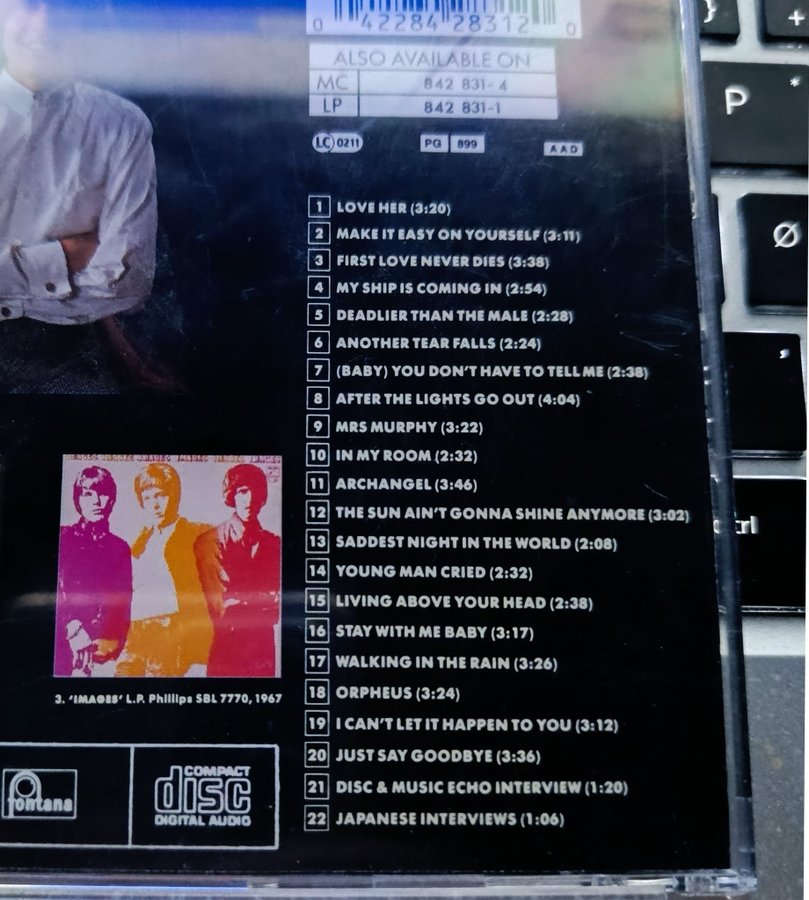 0 42284 28312 0
ALSO AVAILABLE ON
MC 842 831-4
LP 842 831-1
LC 0211 PG 899 AAD
1 LOVE HER (3:20)
2 MAKE IT EASY ON YOURSELF (3:11)
3 FIRST LOVE NEVER DIES (3:38)
4 MY SHIP IS COMING IN (2:54)
5 DEADLIER THAN THE MALE (2:28)
6 ANOTHER TEAR FALLS (2:24)
7 (BABY) YOU DON'T HAVE TO TELL ME (2:38)
8 AFTER THE LIGHTS GO OUT (4:04)
9 MRS MURPHY (3:22)
10 IN MY ROOM (2:32)
11 ARCHANGEL (3:46)
12 THE SUN AIN'T GONNA SHINE ANYMORE (3:02)
13 SADDEST NIGHT IN THE WORLD (2:08)
14 YOUNG MAN CRIED (2:32)
15 LIVING ABOVE YOUR HEAD (2:38)
16 STAY WITH ME BABY (3:17)
17 WALKING IN THE RAIN (3:26)
18 ORPHEUS (3:24)
19 I CAN'T LET IT HAPPEN TO YOU (3:12)
20 JUST SAY GOODBYE (3:36)
21 DISC & MUSIC ECHO INTERVIEW (1:20)
22 JAPANESE INTERVIEWS (1:06)
3. 'IMAGES' L.P. Phillips SBL 7770, 1967
fontana
COMPACT
disc
DIGITAL AUDIO
}
+
P
*
Ø
'
ctrl